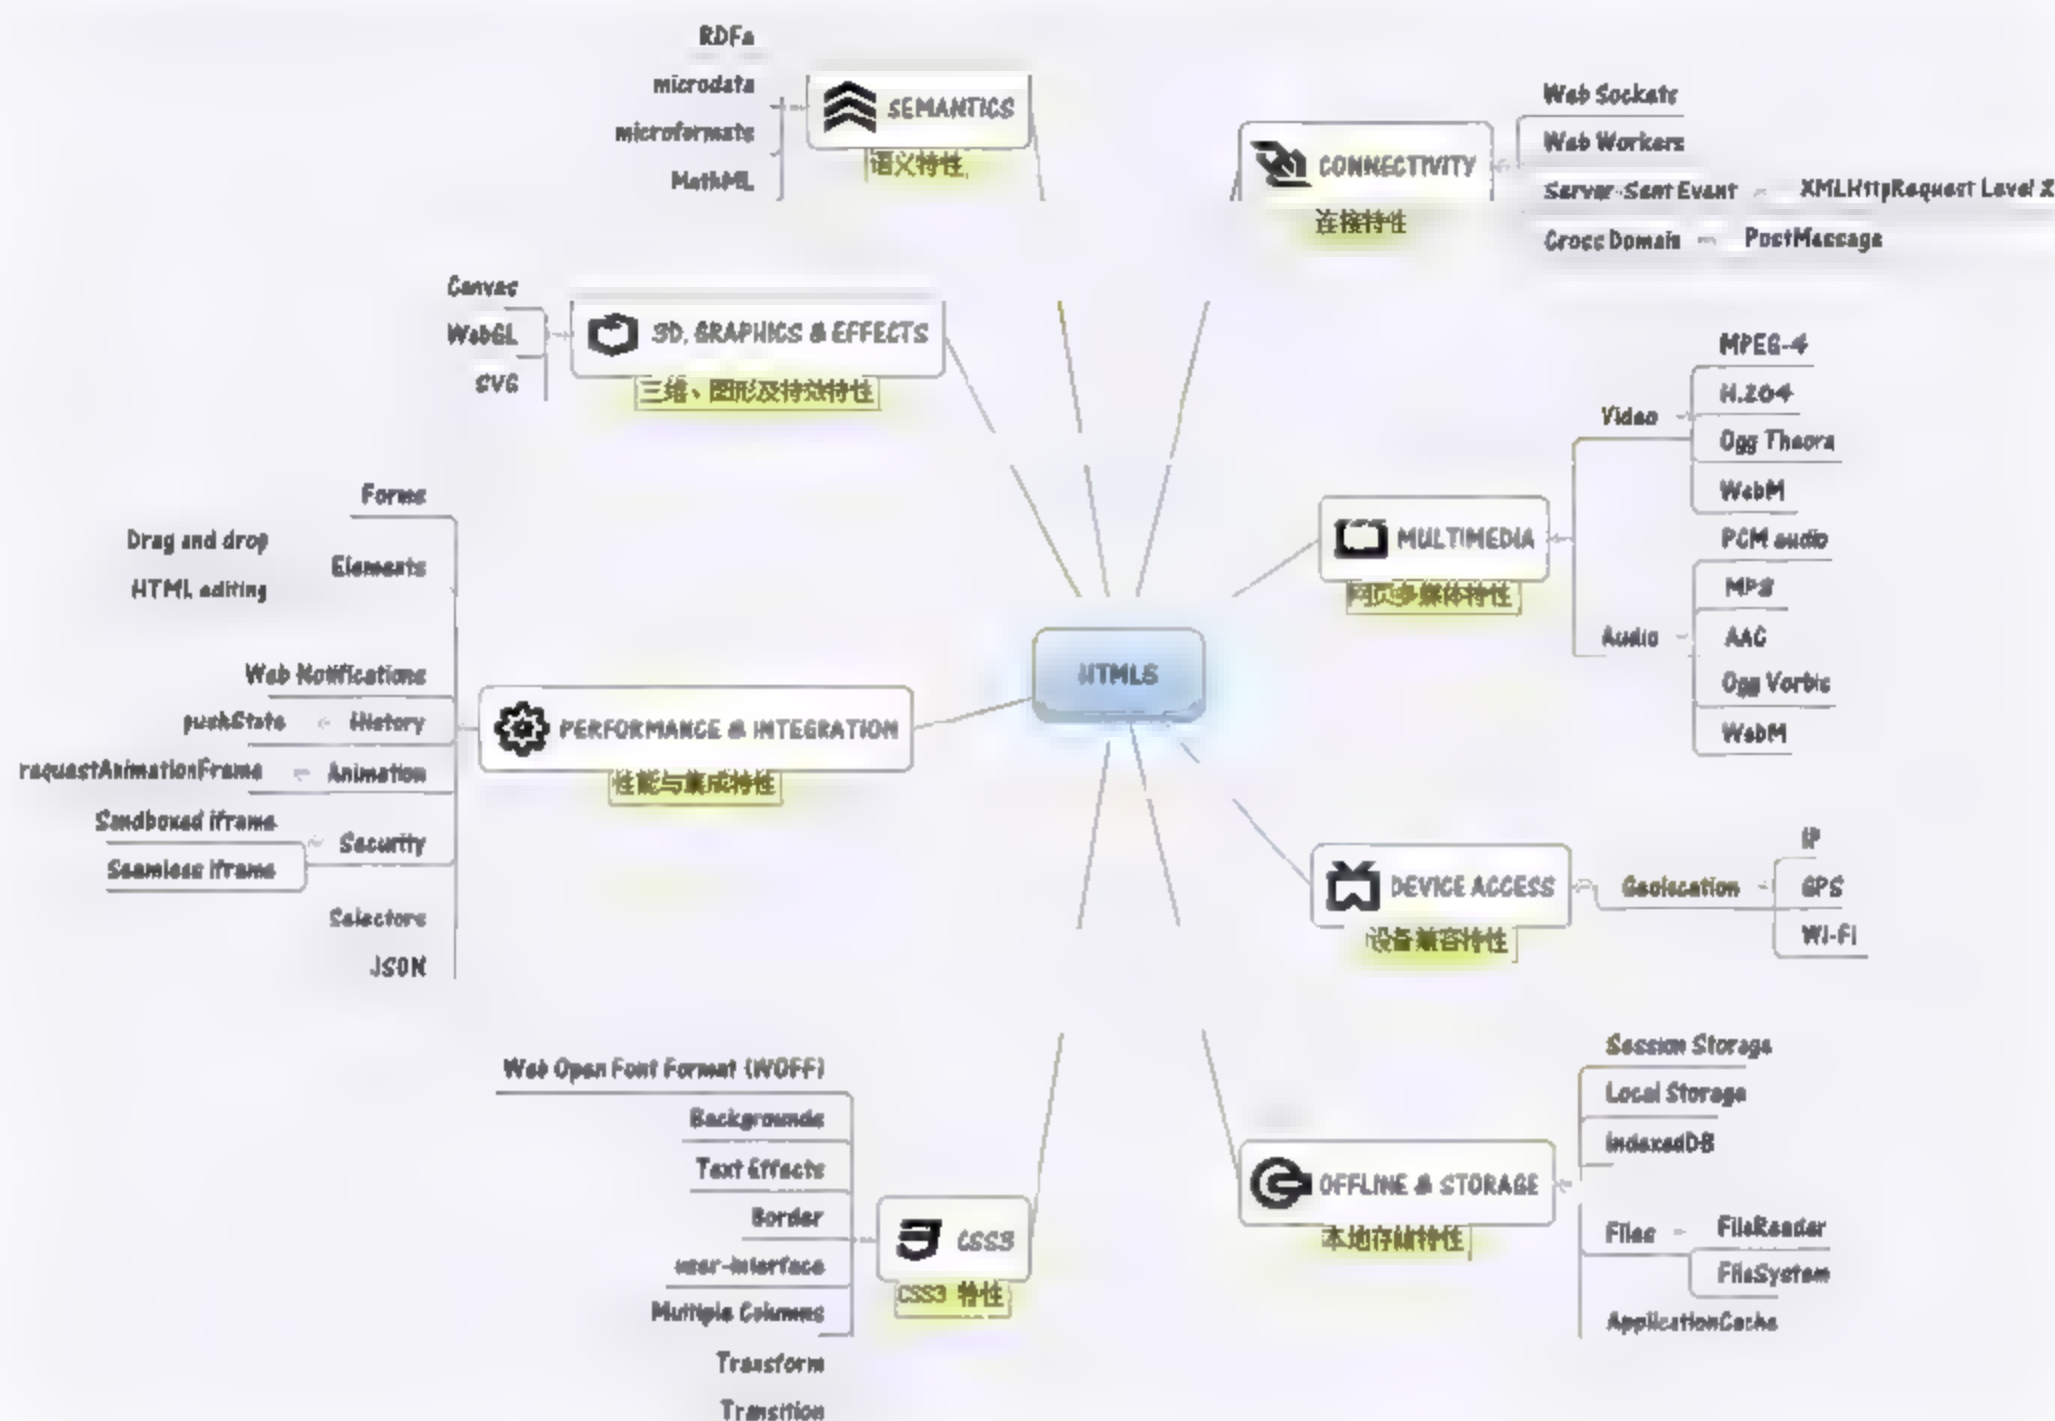 RDFa
microdata
microformats
MathML
SEMANTICS
语义特性
Web Sockets
Web Workers
Server-Sent Event
XMLHttpRequest Level
Cross Domain
PostMessage
CONNECTIVITY
连接特性
Canvas
WebGL
SVG
3D, GRAPHICS & EFFECTS
三维、图形及特效特性
MPEG-4
H.264
Ogg Theora
WebM
Video
MULTIMEDIA
网页多媒体特性
PCM audio
MP3
AAC
Ogg Vorbis
WebM
Audio
Forms
Drag and drop
HTML editing
Elements
Web Notifications
pushState
History
requestAnimationFrame
Animation
Sandboxed iframe
Seamless iframe
Security
Selectors
JSON
PERFORMANCE & INTEGRATION
性能与集成特性
HTML5
DEVICE ACCESS
设备兼容特性
Geolocation
IP
GPS
Wi-Fi
Web Open Font Format (WOFF)
Backgrounds
Text Effects
Border
user-interface
Multiple Columns
Transform
Transition
CSS3
CSS3 特性
OFFLINE & STORAGE
本地存储特性
Session Storage
Local Storage
IndexedDB
Files
FileReader
FileSystem
ApplicationCache